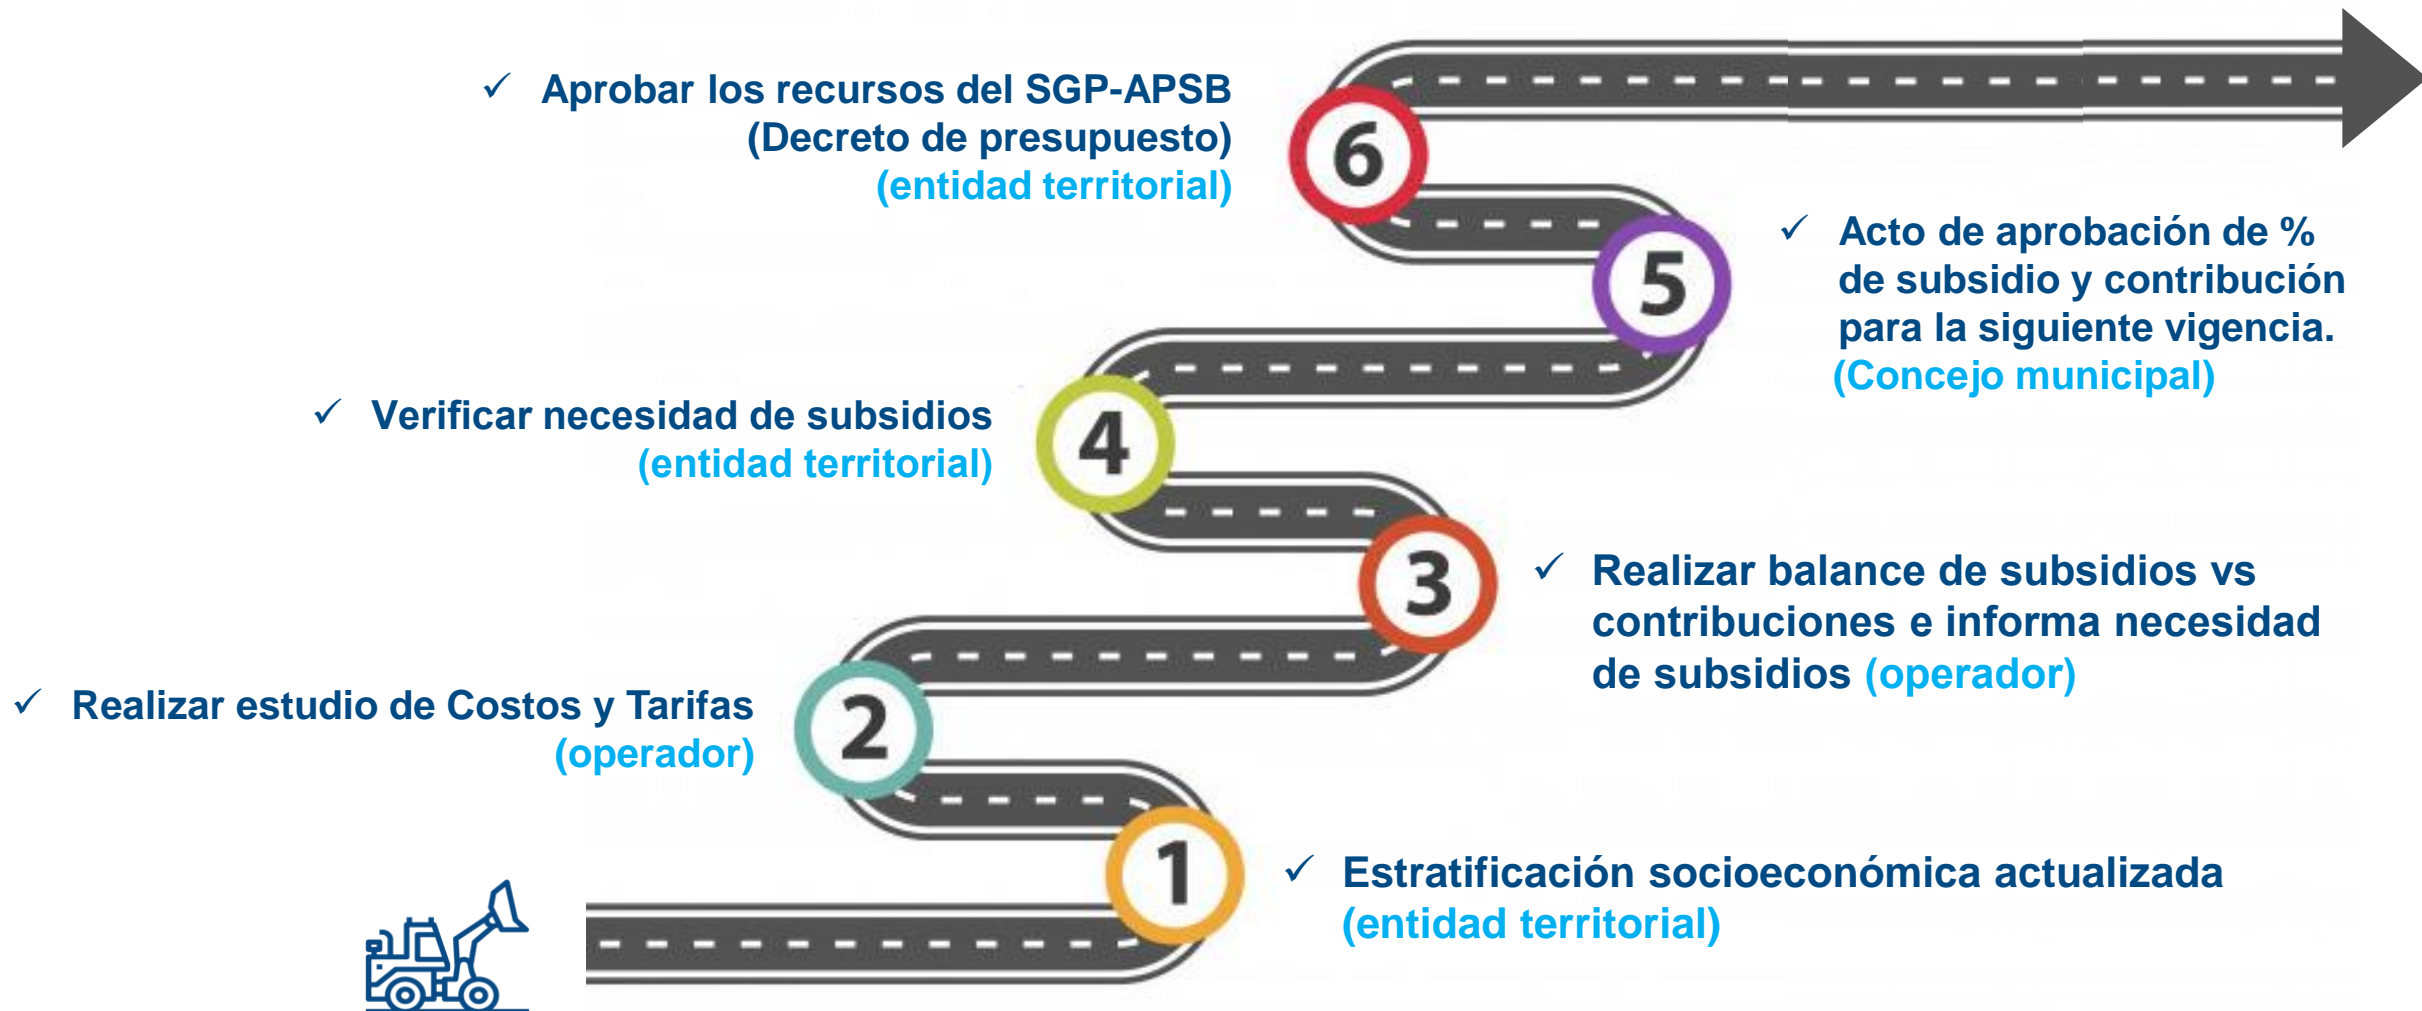 ✓ Aprobar los recursos del SGP-APSB
(Decreto de presupuesto)
(entidad territorial)
6
5
✓ Acto de aprobación de %
de subsidio y contribución
para la siguiente vigencia.
(Concejo municipal)
✓ Verificar necesidad de subsidios
(entidad territorial)
4
3
✓ Realizar balance de subsidios vs
contribuciones e informa necesidad
de subsidios (operador)
✓ Realizar estudio de Costos y Tarifas
(operador)
2
1
✓ Estratificación socioeconómica actualizada
(entidad territorial)